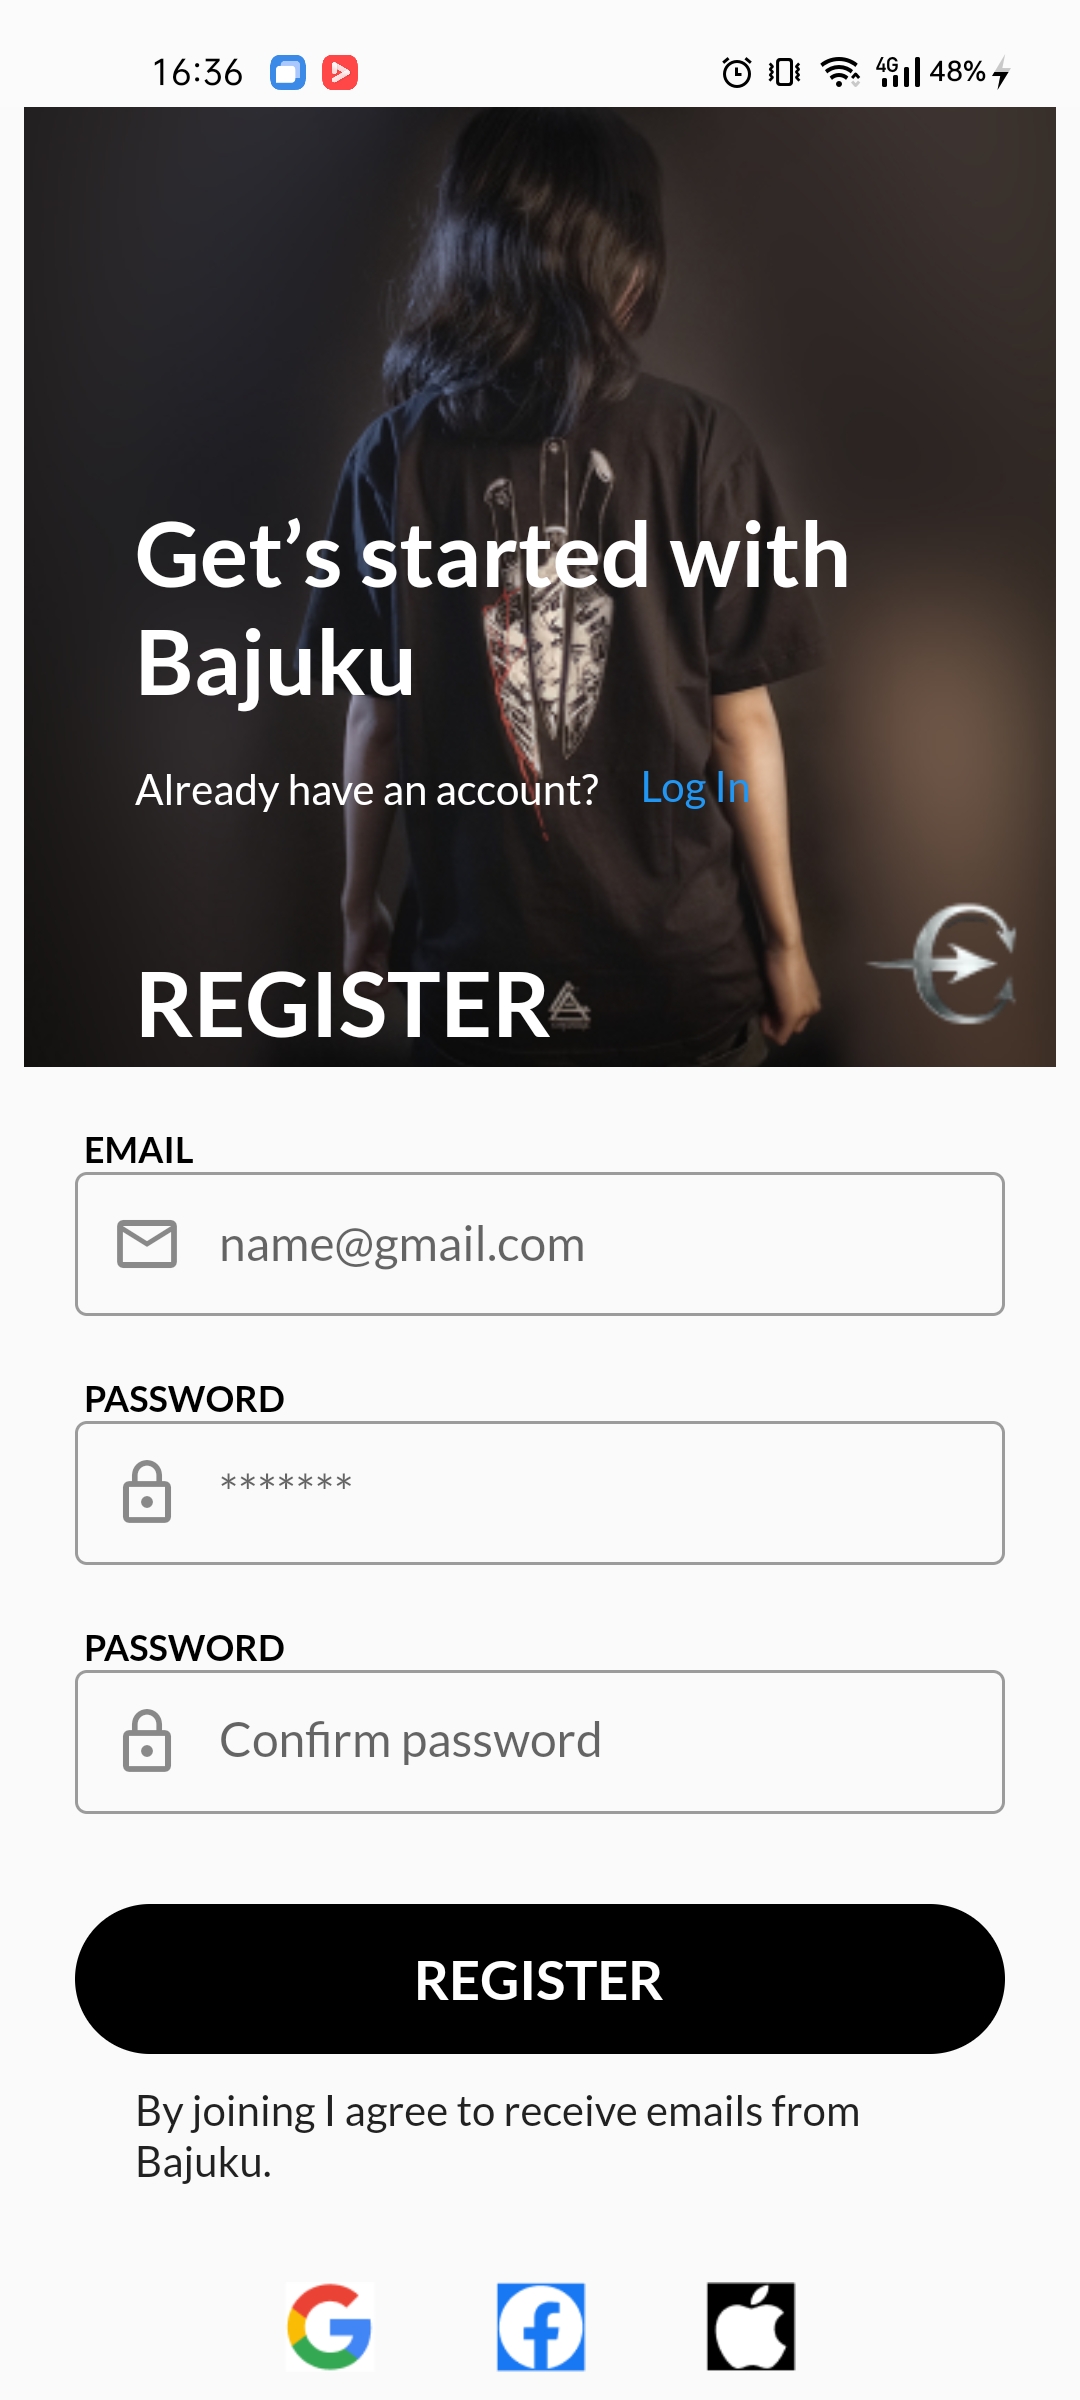 16:36
4G 48%
Get’s started with
Bajuku
Already have an account? Log In
REGISTER
EMAIL
name@gmail.com
PASSWORD
*******
PASSWORD
Confirm password
REGISTER
By joining I agree to receive emails from
Bajuku.